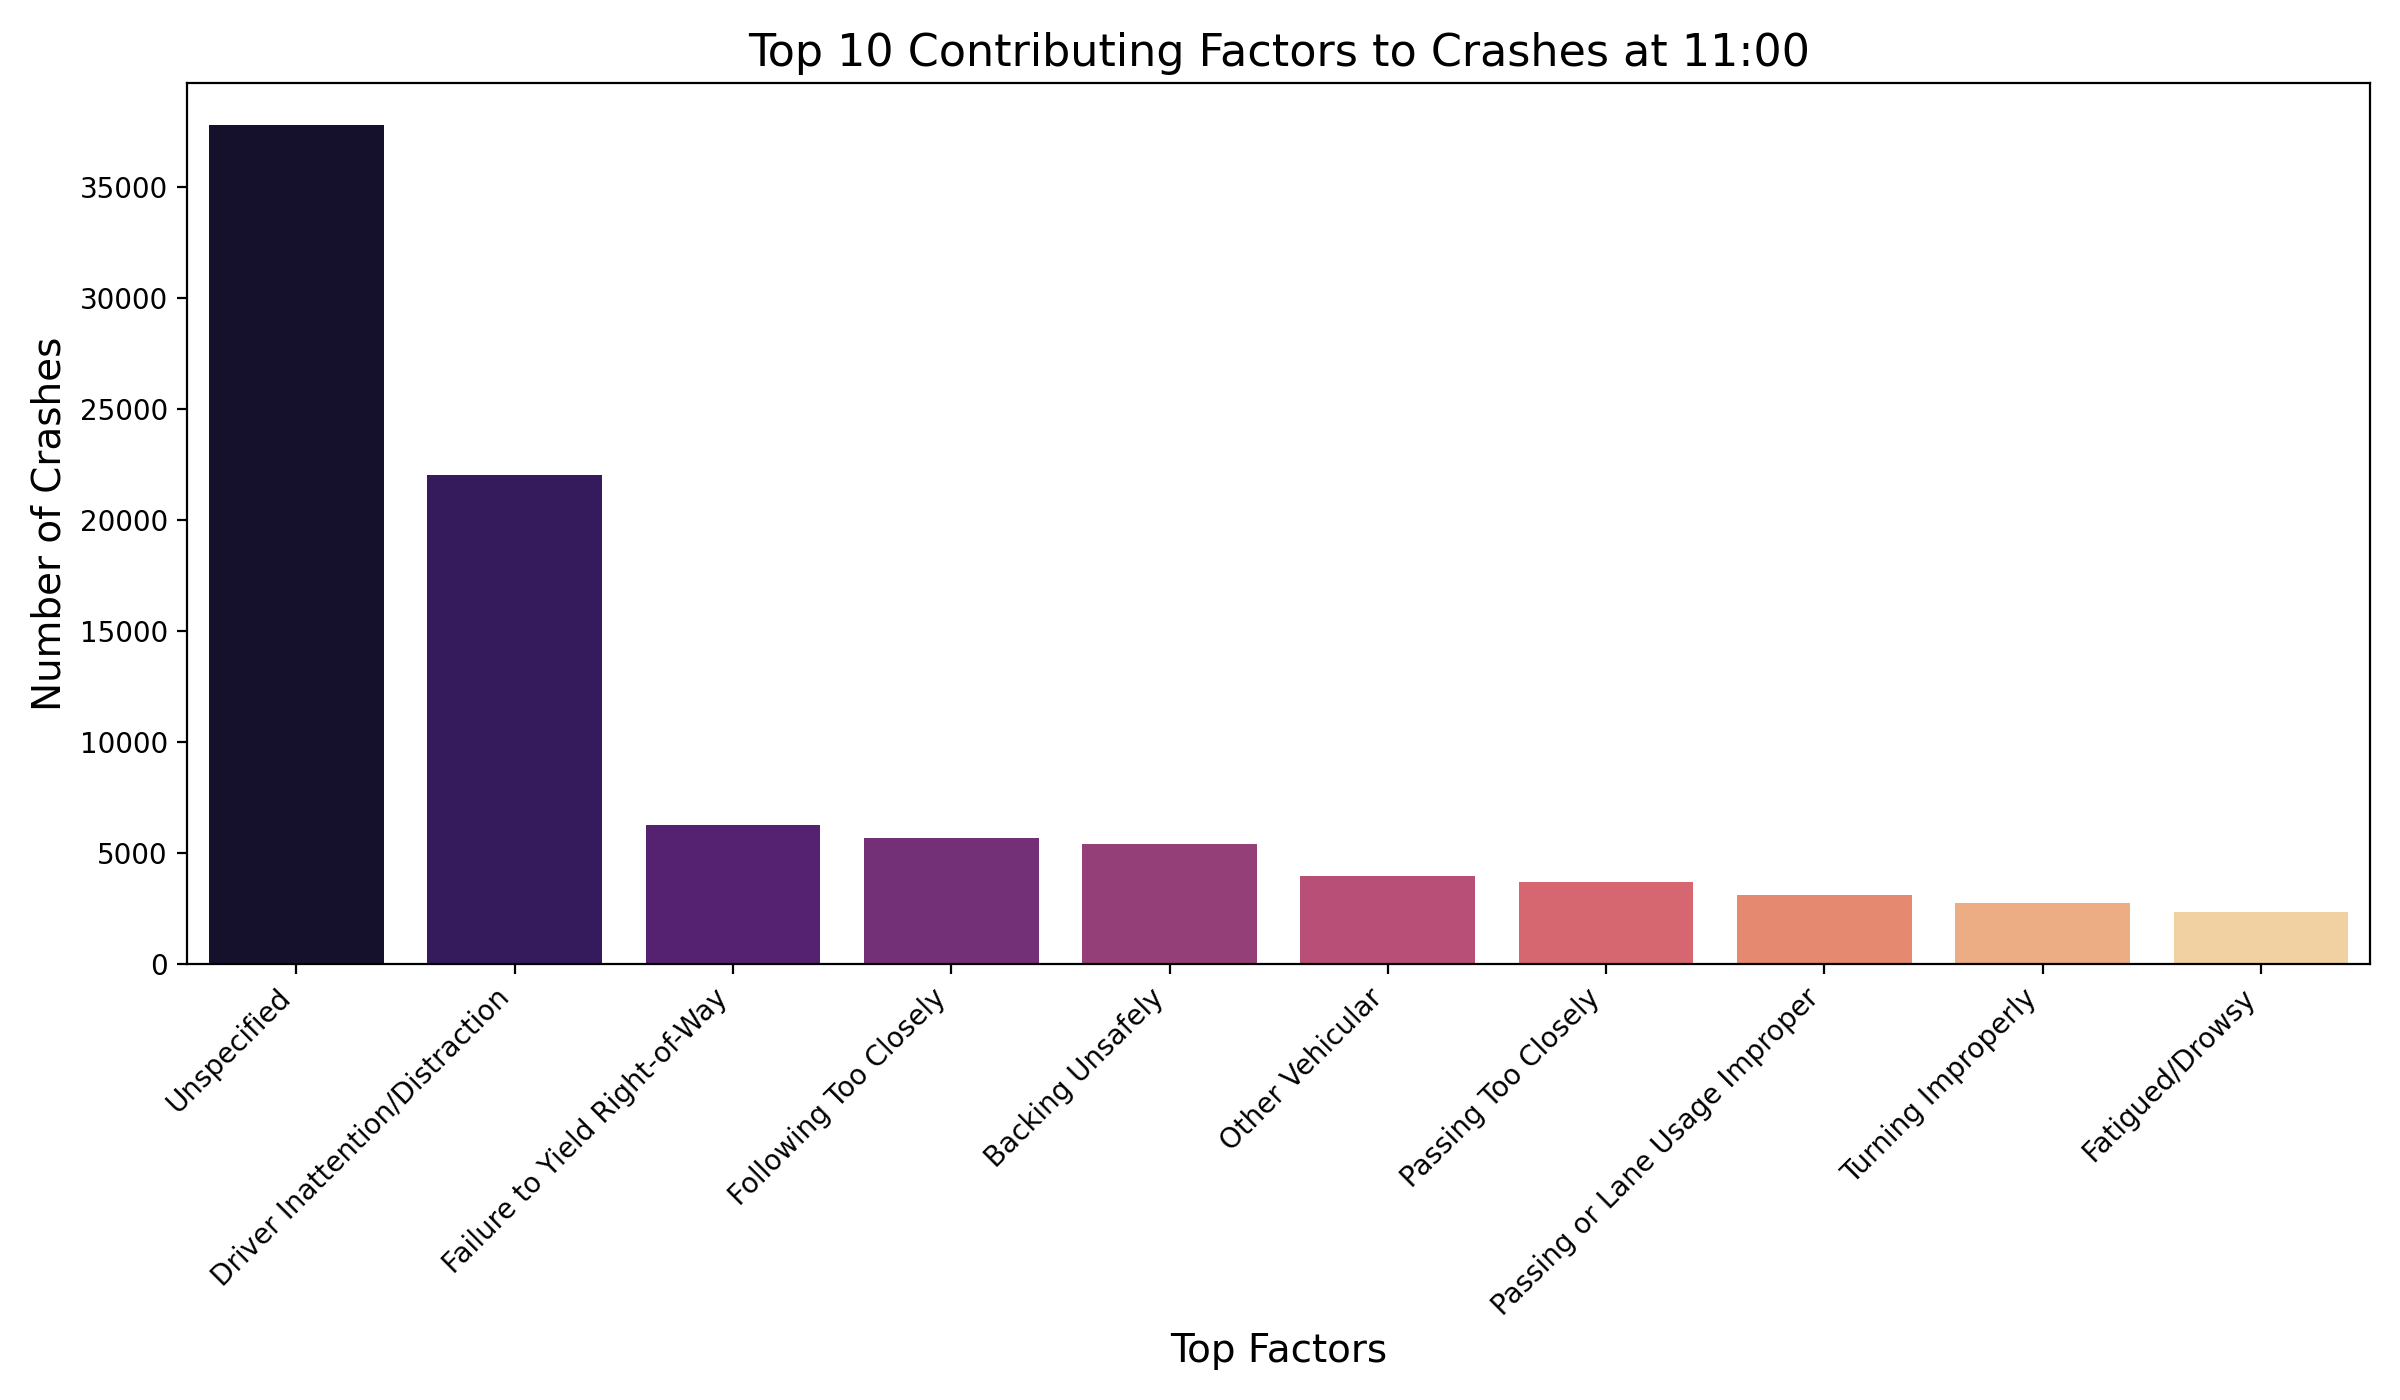 Top 10 Contributing Factors to Crashes at 11:00
Number of Crashes
35000
30000
25000
20000
15000
10000
5000
0
Unspecified
Driver Inattention/Distraction
Failure to Yield Right-of-Way
Following Too Closely
Backing Unsafely
Other Vehicular
Passing Too Closely
Passing or Lane Usage Improper
Turning Improperly
Fatigued/Drowsy
Top Factors